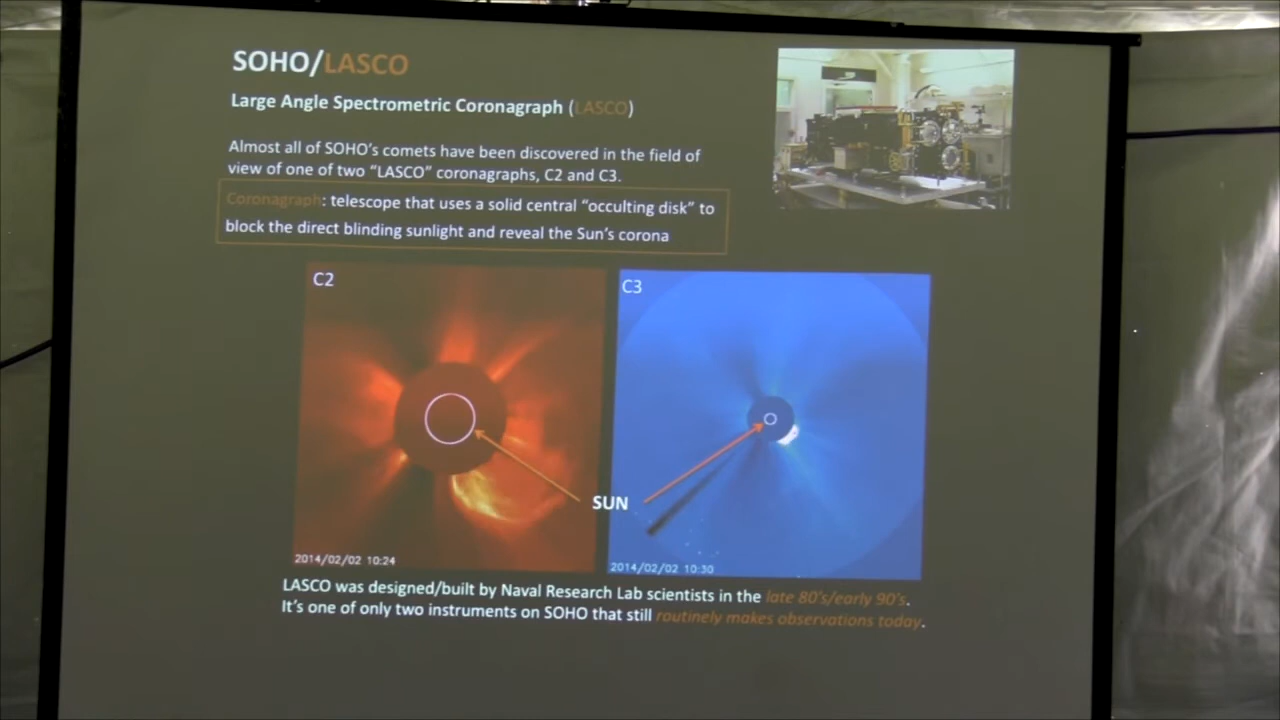 SOHO/LASCO
Large Angle Spectrometric Coronagraph (LASCO)
Almost all of SOHO's comets have been discovered in the field of
view of one of two "LASCO" coronagraphs, C2 and C3.
Coronagraph: telescope that uses a solid central "occulting disk" to
block the direct blinding sunlight and reveal the Sun's corona
C2
C3
SUN
2014/02/02 10:24
2014/02/02 10:30
LASCO was designed/built by Naval Research Lab scientists in the late 80's/early 90's.
It's one of only two instruments on SOHO that still routinely makes observations today.